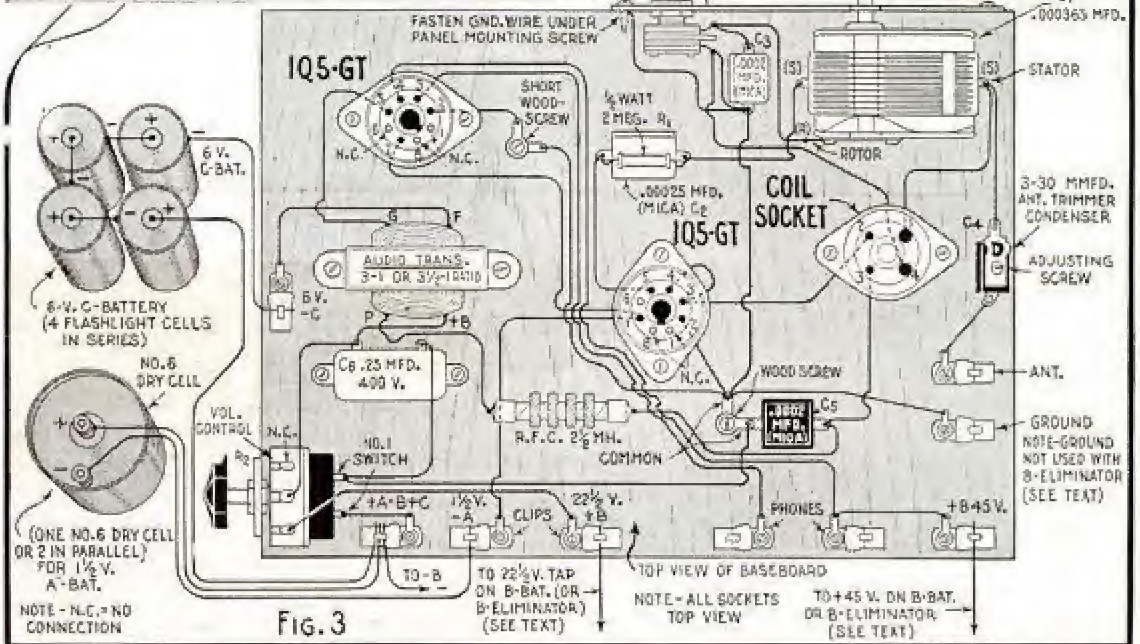 FASTEN GND. WIRE UNDER
PANEL MOUNTING SCREW
C3
.0002
MFD.
(MICA)
.000365 MFD.
(S)
(S)
STATOR
(R)
ROTOR
1Q5-GT
SHORT
WOOD-
SCREW
N.C.
N.C.
½ WATT
2 MEG. R1
.00025 MFD.
(MICA) C2
COIL
SOCKET
1Q5-GT
N.C.
3-30 MMFD.
ANT. TRIMMER
CONDENSER
C4
ADJUSTING
SCREW
6 V.
C-BAT.
6-V. C-BATTERY
(4 FLASHLIGHT CELLS
IN SERIES)
G
F
AUDIO TRANS.
3-1 OR 3½-1 RATIO
P
+B
6 V.
-C
C6 .25 MFD.
400 V.
NO.6
DRY CELL
VOL.
CONTROL
R2
N.C.
NO.1
SWITCH
R.F.C. 2½ MH.
WOOD SCREW
COMMON
MFD.
(MICA)
C5
ANT.
GROUND
NOTE-GROUND
NOT USED WITH
B-ELIMINATOR
(SEE TEXT)
+A-B+C
1½ V.
-A
CLIPS
22½ V.
+B
PHONES
+B45 V.
(ONE NO.6 DRY CELL
OR 2 IN PARALLEL)
FOR 1½ V.
A-BAT.
TO -B
TO 22½ V. TAP
ON B-BAT. (OR
B-ELIMINATOR)
(SEE TEXT)
TOP VIEW OF BASEBOARD
NOTE - ALL SOCKETS
TOP VIEW
TO +45 V. ON B-BAT.
OR B-ELIMINATOR
(SEE TEXT)
NOTE - N.C.= NO
CONNECTION
FIG. 3